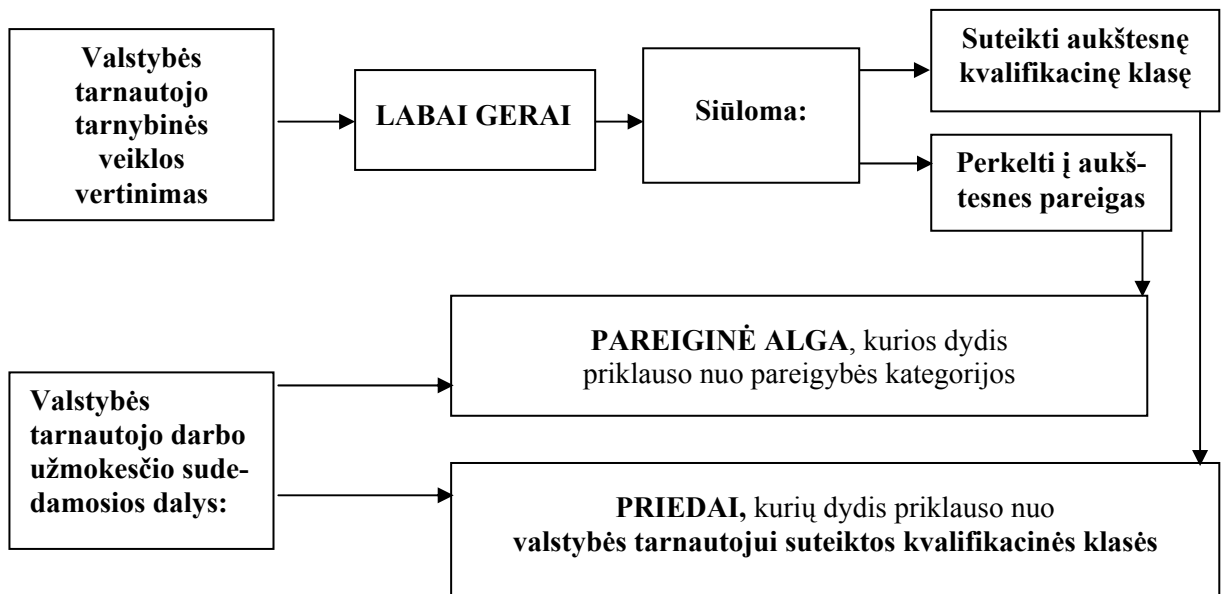 Valstybės
tarnautojo
tarnybinės
veiklos
vertinimas
LABAI GERAI
Siūloma:
Suteikti aukštesnę
kvalifikacinę klasę
Perkelti į aukš-
tesnes pareigas
PAREIGINĖ ALGA, kurios dydis
priklauso nuo pareigybės kategorijos
Valstybės
tarnautojo darbo
užmokesčio sude-
damosios dalys:
PRIEDAI, kurių dydis priklauso nuo
valstybės tarnautojui suteiktos kvalifikacinės klasės